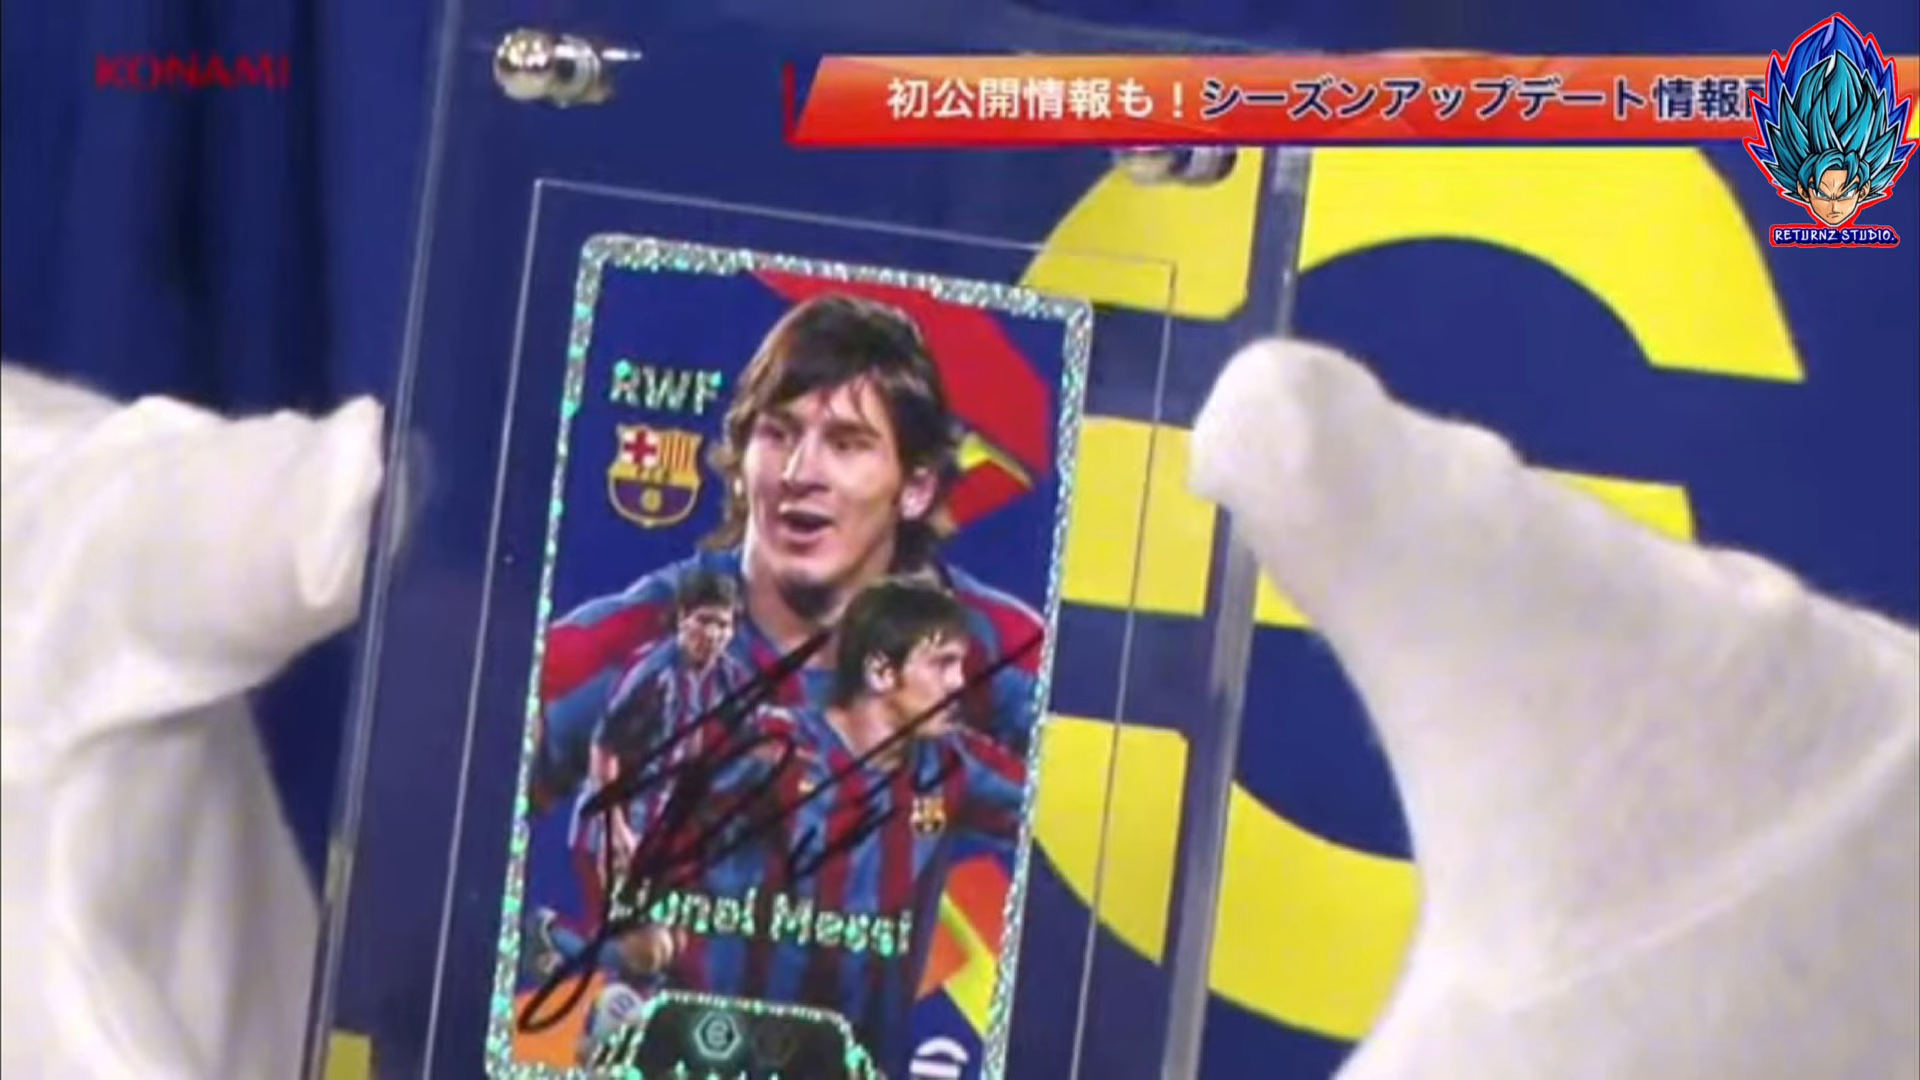 KONAMI
初公開情報も！シーズンアップデート情報
RETURNZ STUDIO.
RWF
Lionel Messi